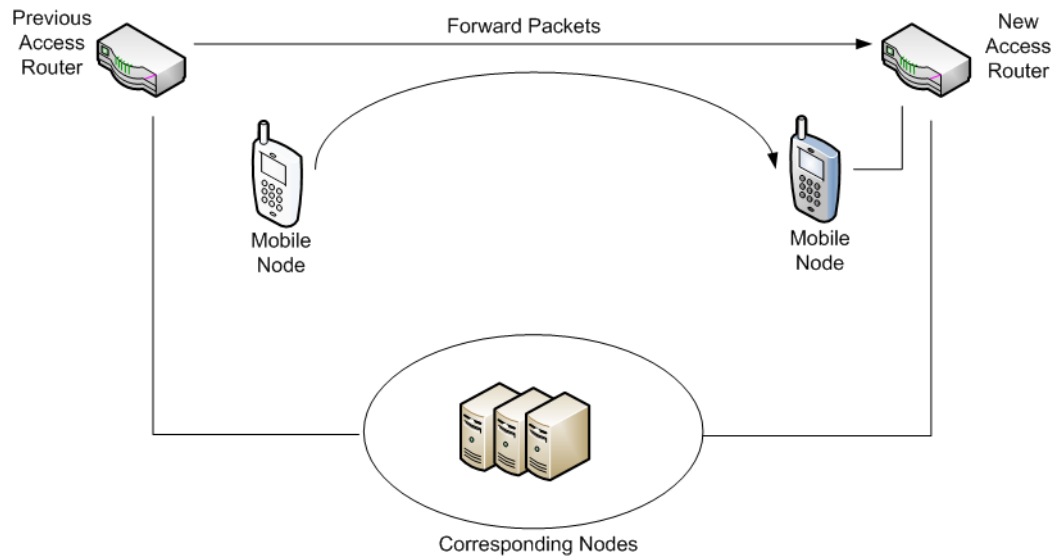 Previous
Access
Router
Forward Packets
New
Access
Router
Mobile
Node
Mobile
Node
Corresponding Nodes